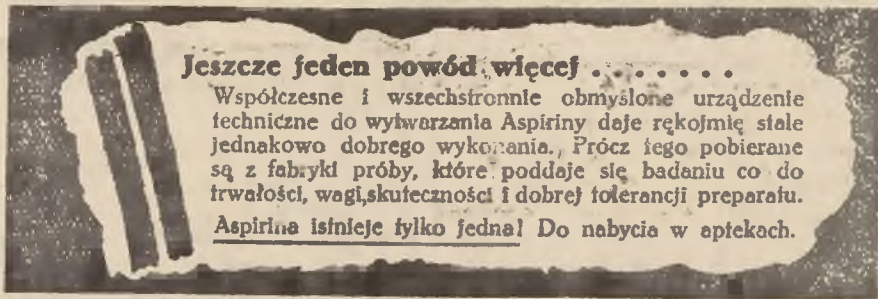 Jeszcze jeden powód więcej . . . . . . .
Współczesne i wszechstronnie obmyślone urządzenie
techniczne do wytwarzania Aspiriny daje rękojmię stale
jednakowo dobrego wykonania. Prócz tego pobierane
są z fabryki próby, które poddaje się badaniu co do
trwałości, wagi,skuteczności i dobrej tolerancji preparatu.
Aspirina istnieje tylko jedna! Do nabycia w aptekach.